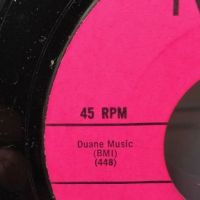 45 RPM
Duane Music
(BMI)
(448)